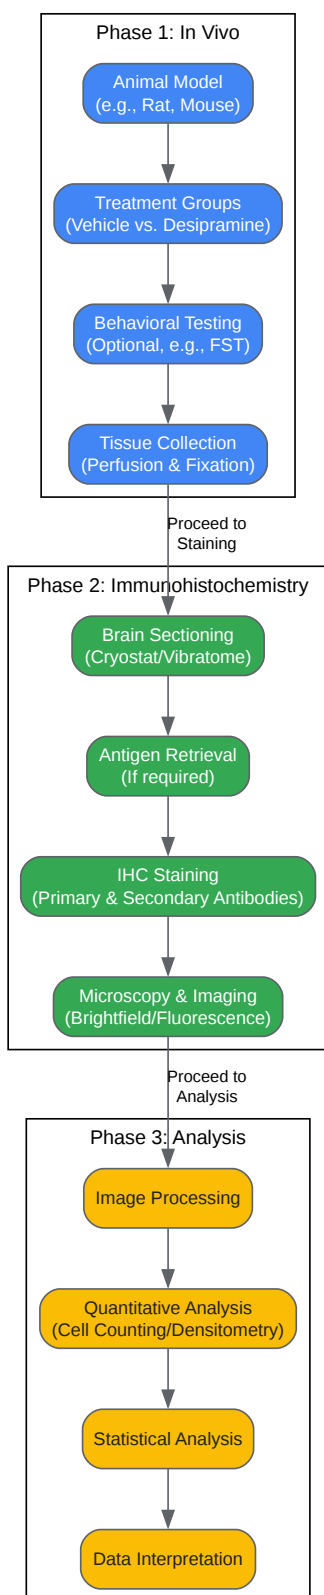 Phase 1: In Vivo
Animal Model
(e.g., Rat, Mouse)
Treatment Groups
(Vehicle vs. Desipramine)
Behavioral Testing
(Optional, e.g., FST)
Tissue Collection
(Perfusion & Fixation)
Proceed to
Staining
Phase 2: Immunohistochemistry
Brain Sectioning
(Cryostat/Vibratome)
Antigen Retrieval
(If required)
IHC Staining
(Primary & Secondary Antibodies)
Microscopy & Imaging
(Brightfield/Fluorescence)
Proceed to
Analysis
Phase 3: Analysis
Image Processing
Quantitative Analysis
(Cell Counting/Densitometry)
Statistical Analysis
Data Interpretation